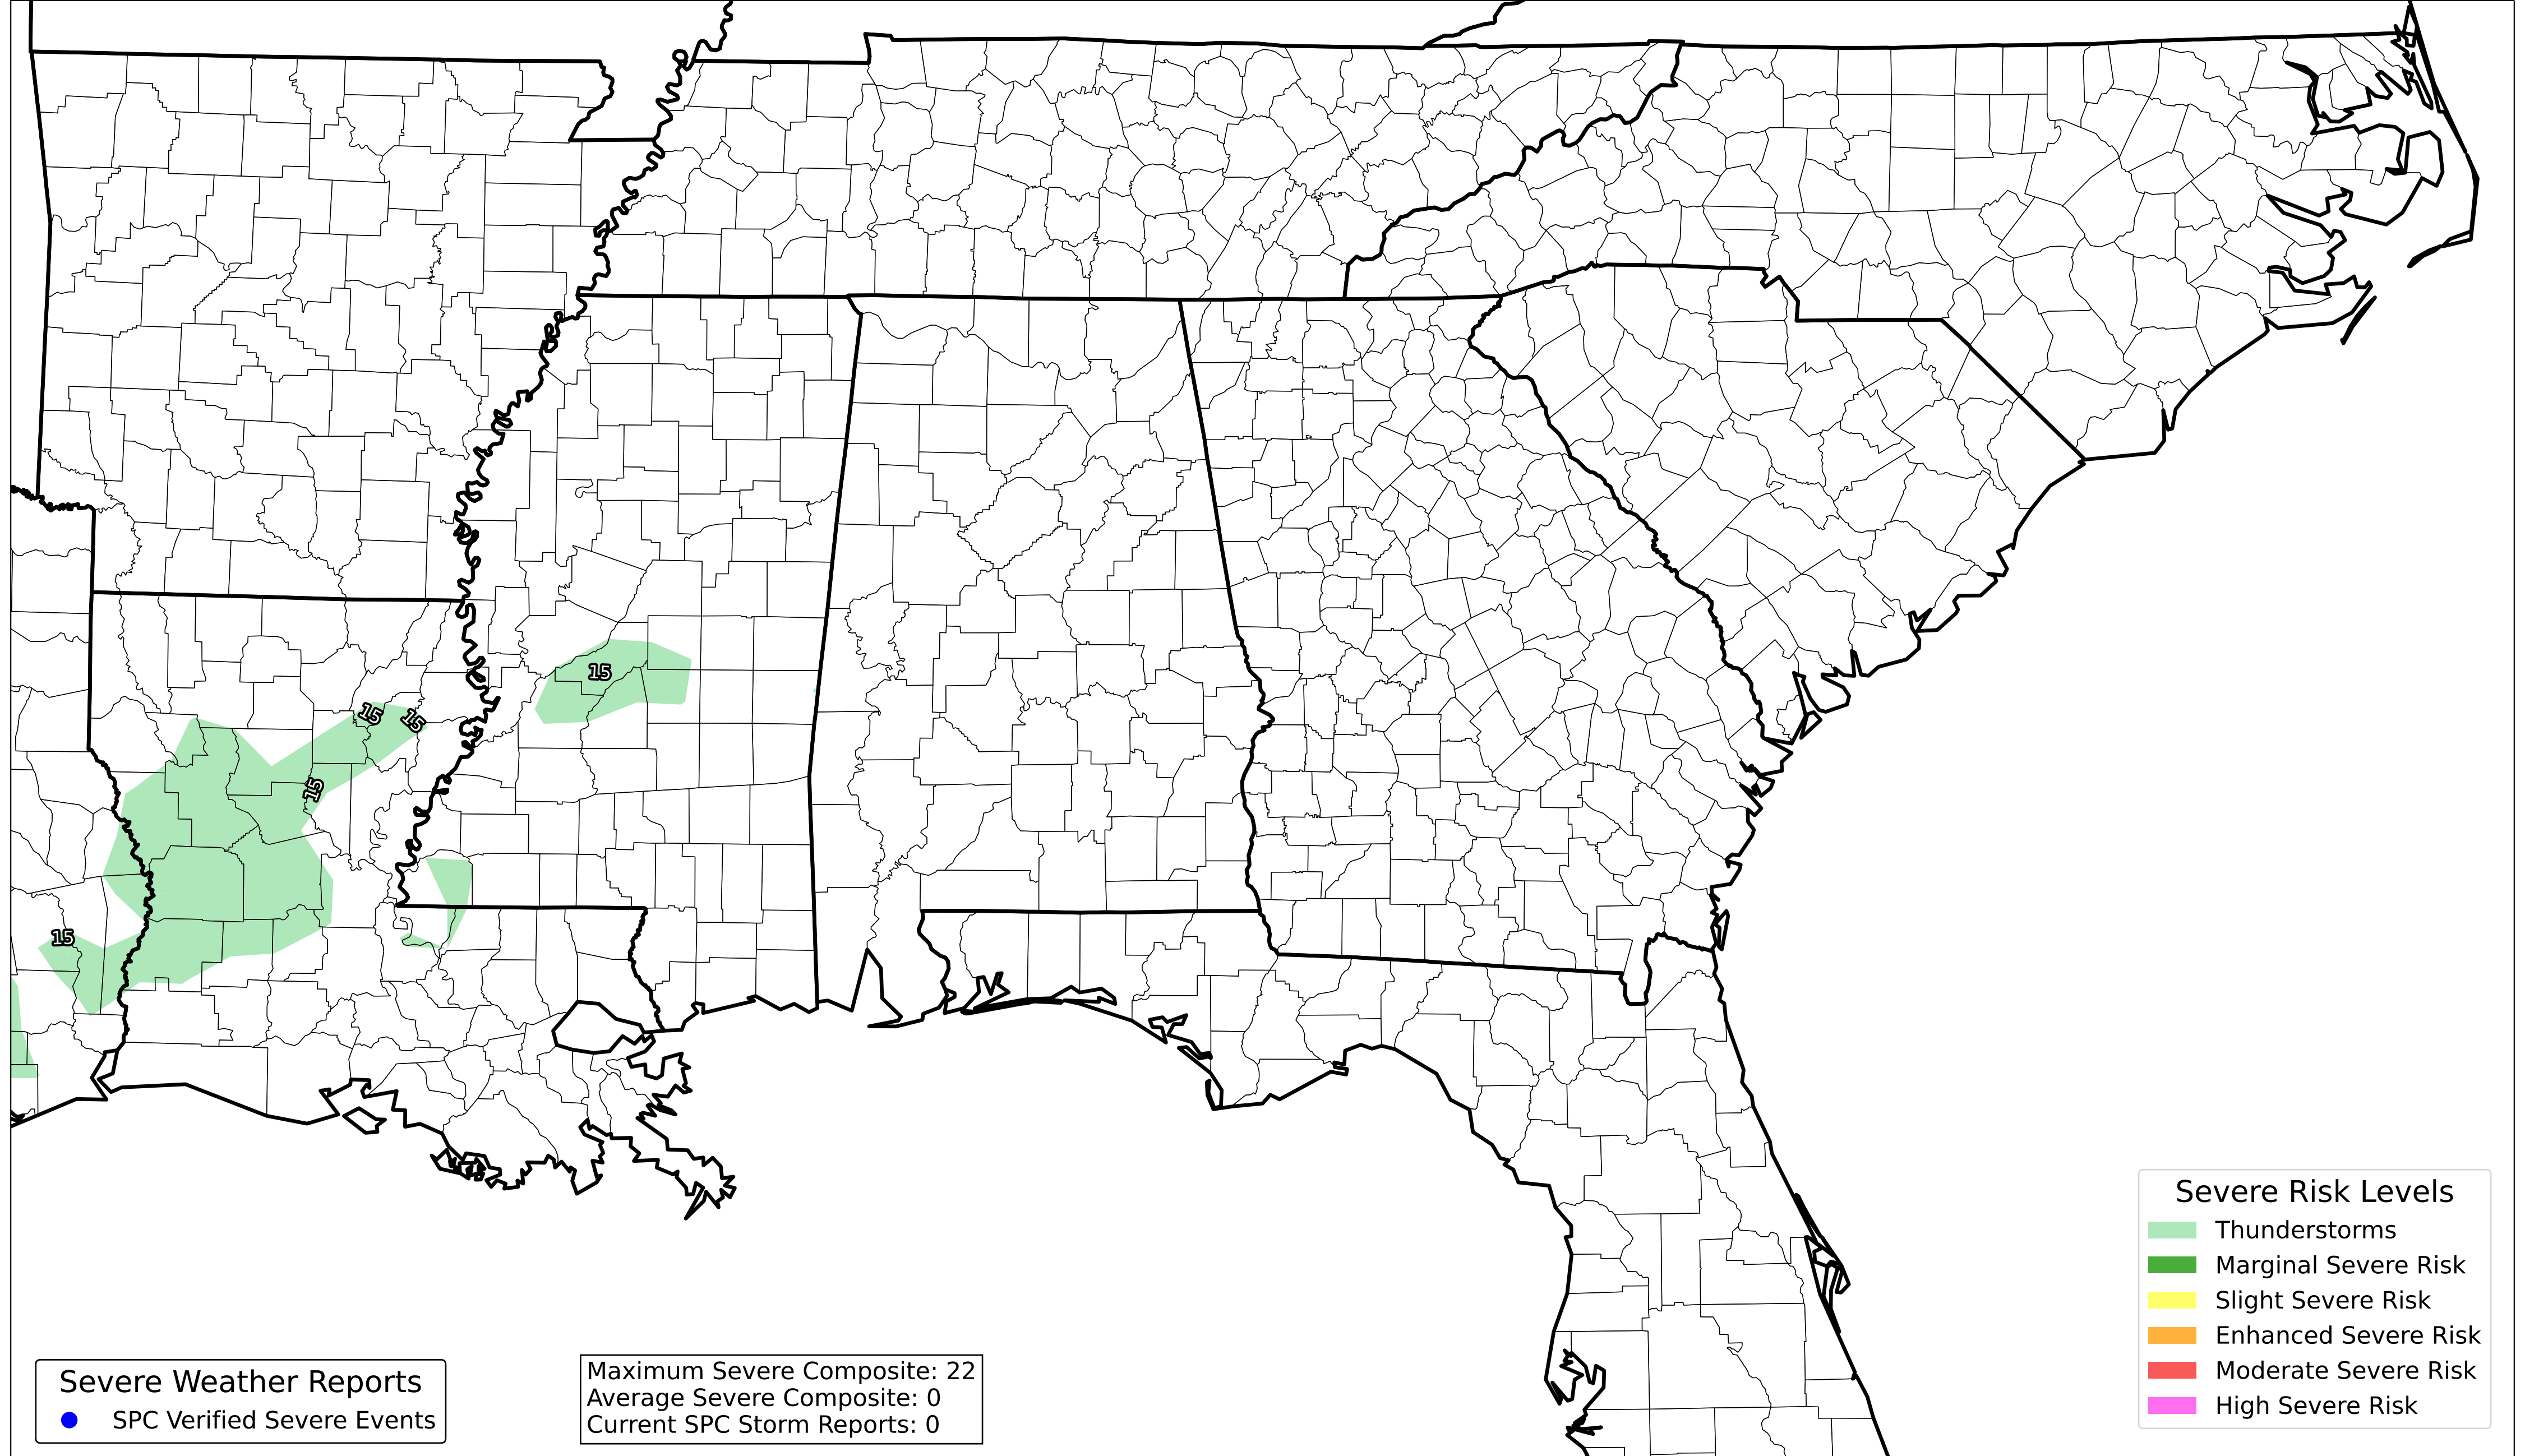 15
15
15
15
15
Severe Risk Levels
Thunderstorms
Marginal Severe Risk
Slight Severe Risk
Enhanced Severe Risk
Moderate Severe Risk
High Severe Risk
Severe Weather Reports
SPC Verified Severe Events
Maximum Severe Composite: 22
Average Severe Composite: 0
Current SPC Storm Reports: 0